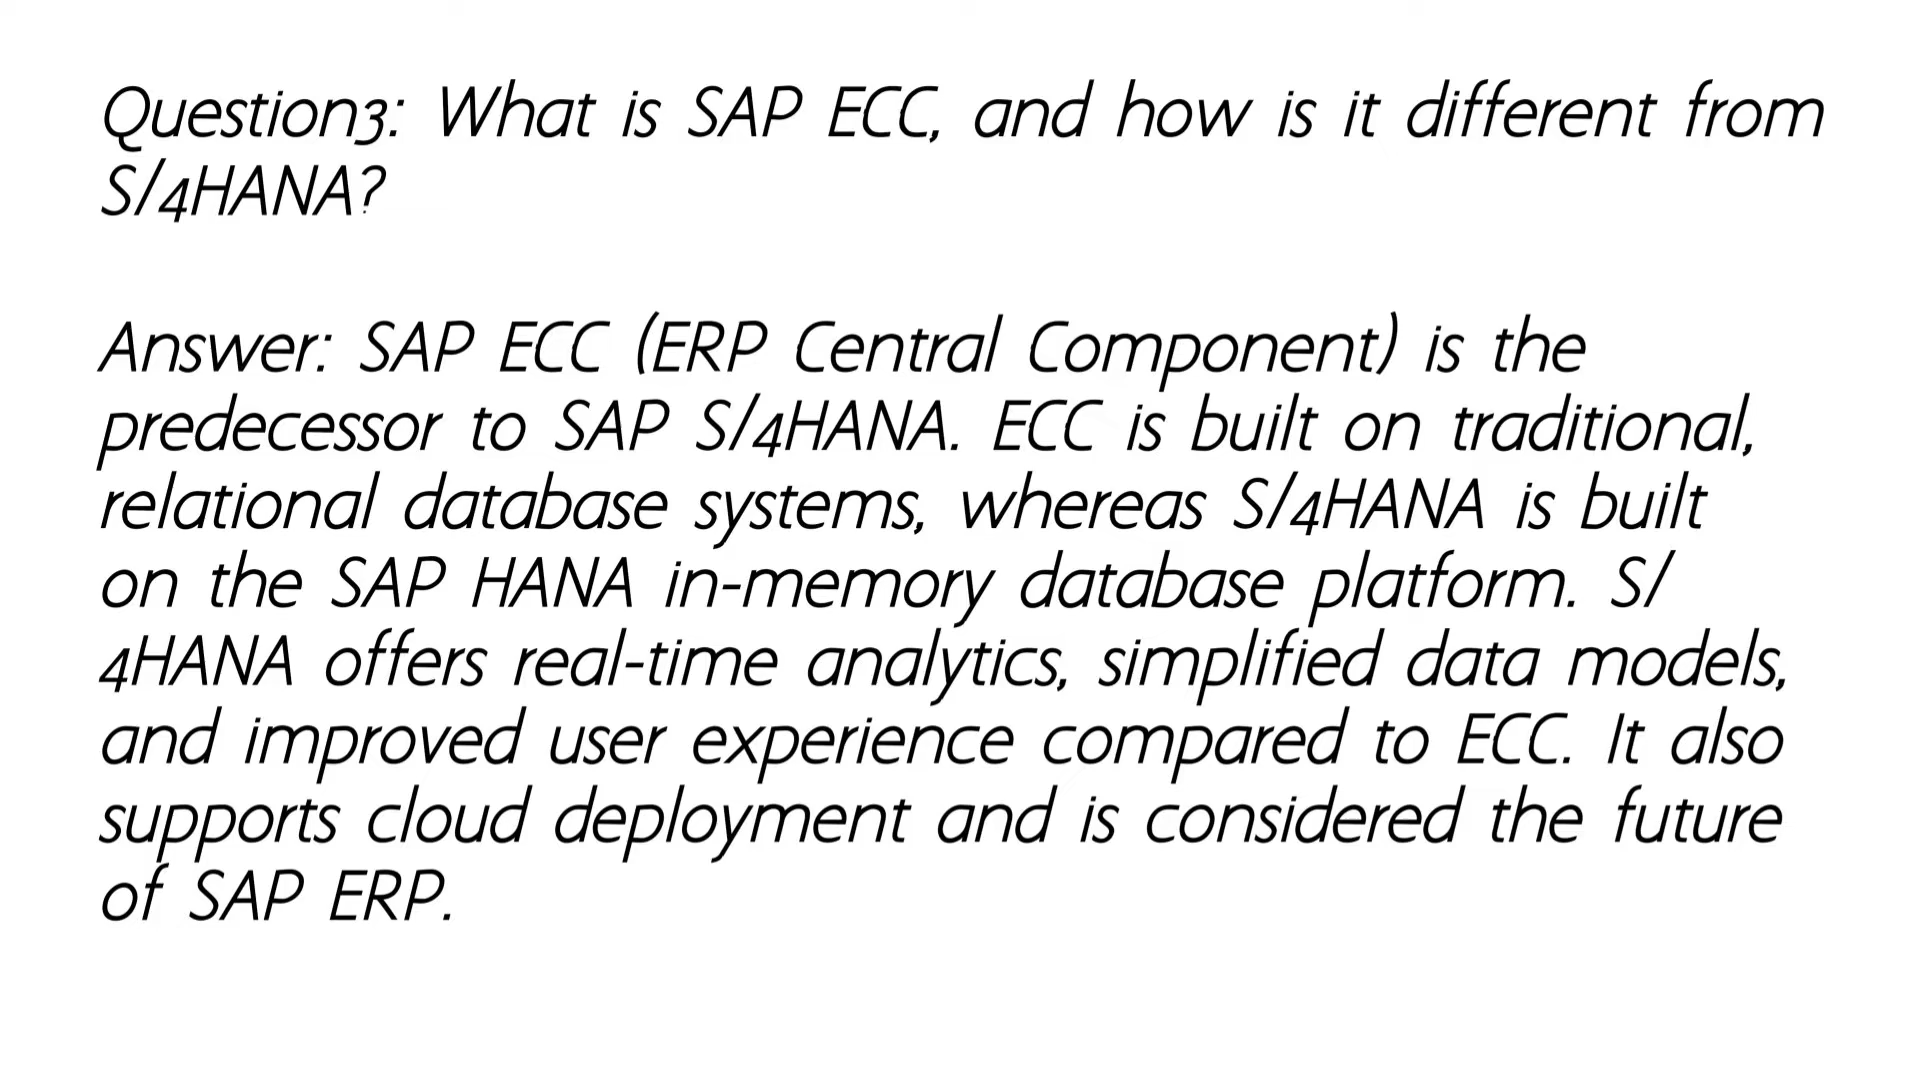 Question3: What is SAP ECC, and how is it different from
S/4HANA?
Answer: SAP ECC (ERP Central Component) is the
predecessor to SAP S/4HANA. ECC is built on traditional,
relational database systems, whereas S/4HANA is built
on the SAP HANA in-memory database platform. S/
4HANA offers real-time analytics, simplified data models,
and improved user experience compared to ECC. It also
supports cloud deployment and is considered the future
of SAP ERP.